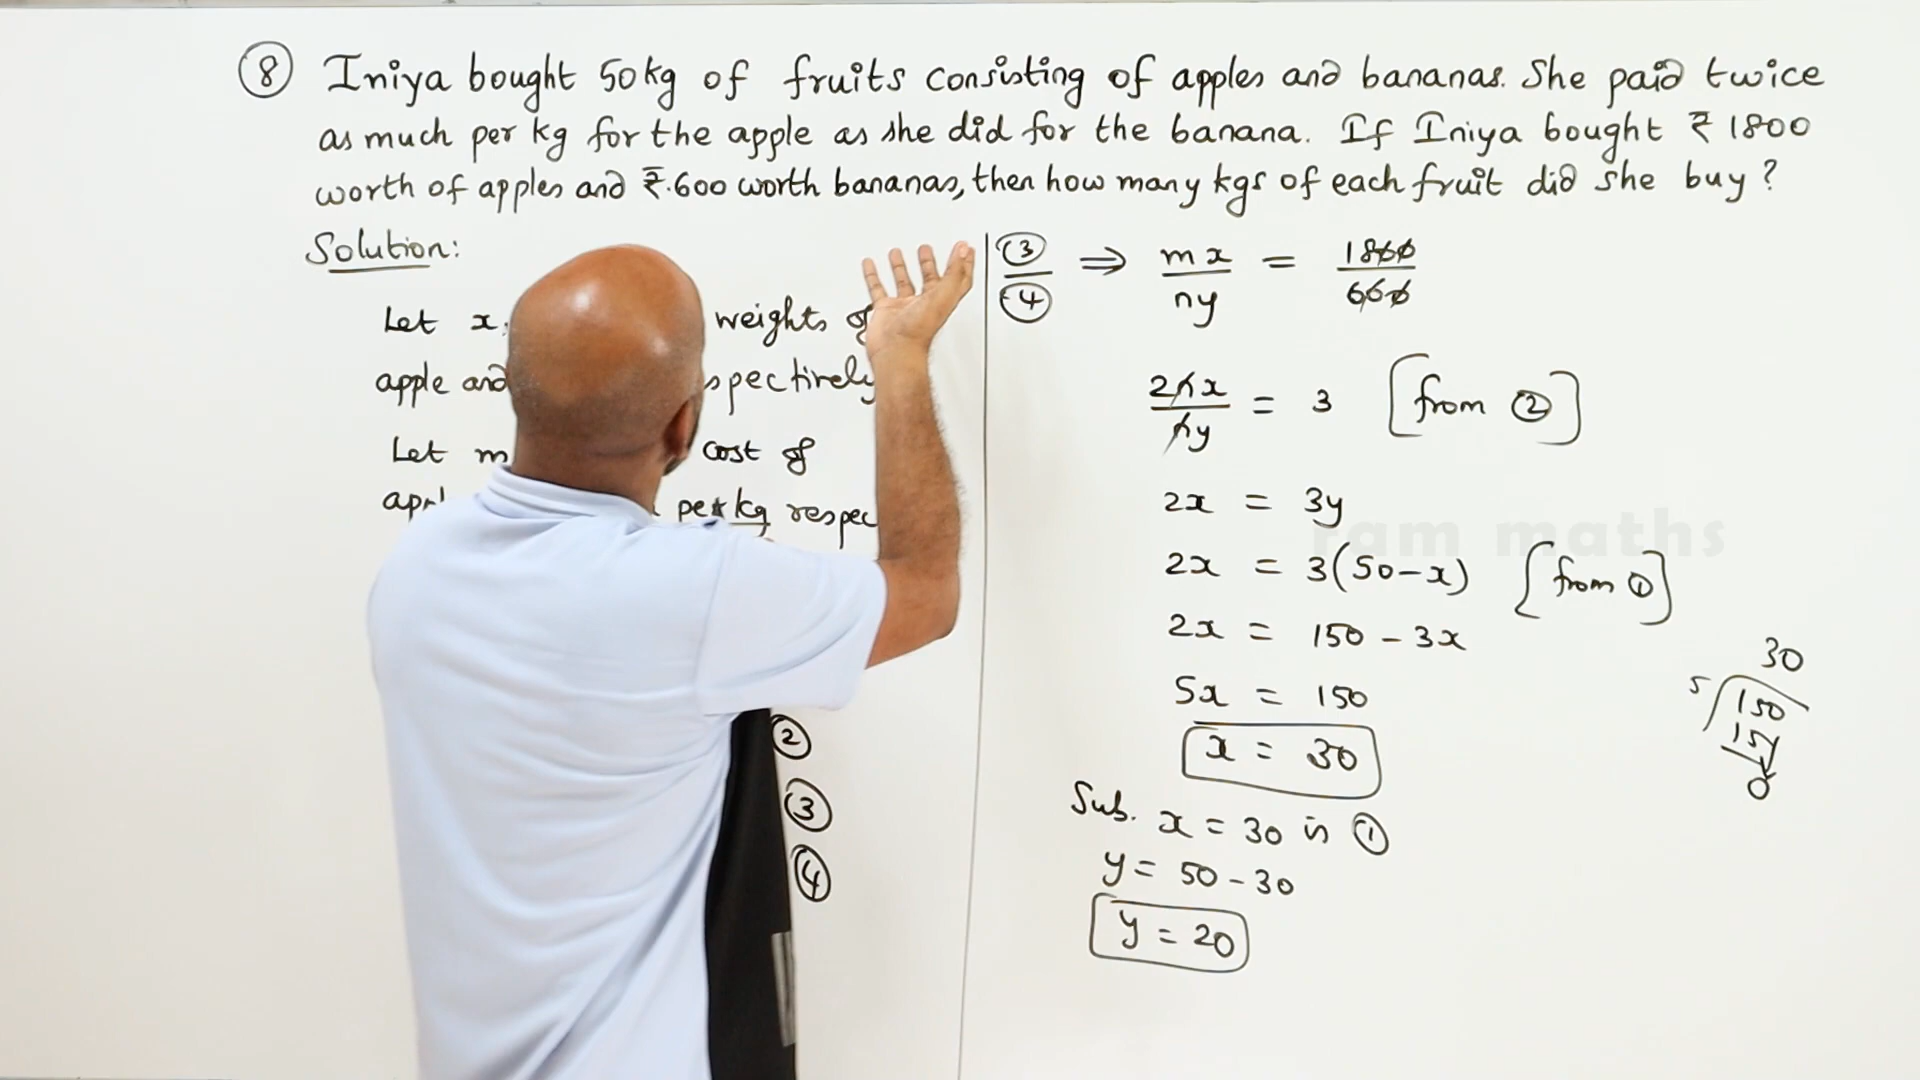 ⑧ Iniya bought 50kg of fruits consisting of apples and bananas. She paid twice
as much per kg for the apple as she did for the banana. If Iniya bought ₹ 1800
worth of apples and ₹.600 worth bananas, then how many kgs of each fruit did she buy?
Solution:
Let x, weights of
apple and spectively
Let m cost of
per kg respec
②
③
④
③/④ ⇒ mx/ny = 1800/600
2nx/ny = 3 [from ②]
2x = 3y
ram maths
2x = 3(50-x) [from ①]
2x = 150 - 3x
5x = 150
x = 30
Sub. x = 30 in ①
y = 50 - 30
y = 20
30
5 150
15
0